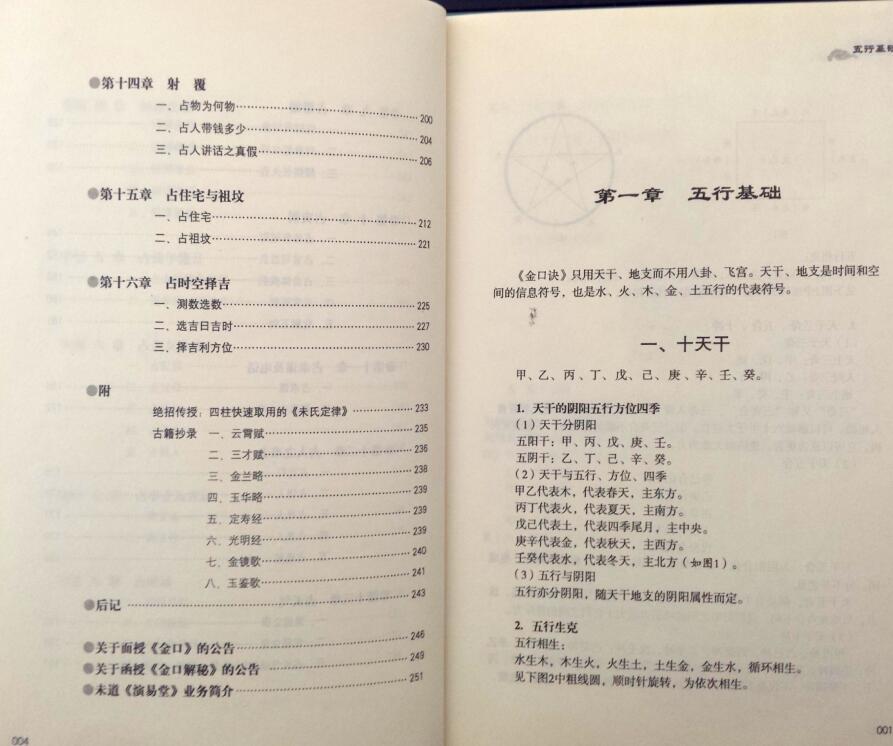 ●第十四章 射 覆
一、占物为何物……200
二、占人带钱多少……204
三、占人讲话之真假……206
●第十五章 占住宅与祖坟
一、占住宅……212
二、占祖坟……221
●第十六章 占时空择吉
一、测数选数……225
二、选吉日吉时……227
三、择吉利方位……230
●附
绝招传授：四柱快速取用的《未氏定律》……233
古籍抄录 一、云霄赋……235
二、三才赋……236
三、金兰略……238
四、玉华略……239
五、定寿经……239
六、光明经……239
七、金镜歌……240
八、玉鉴歌……241
●后记……243
●关于面授《金口》的公告……246
●关于函授《金口解秘》的公告……249
●未道《演易堂》业务简介……251
004
五行基础
第一章 五行基础
《金口诀》只用天干、地支而不用八卦、飞宫。天干、地支是时间和空
间的信息符号，也是水、火、木、金、土五行的代表符号。
一、十天干
甲、乙、丙、丁、戊、己、庚、辛、壬、癸。
1. 天干的阴阳五行方位四季
（1）天干分阴阳
五阳干：甲、丙、戊、庚、壬。
五阴干：乙、丁、己、辛、癸。
（2）天干与五行、方位、四季
甲乙代表木，代表春天，主东方。
丙丁代表火，代表夏天，主南方。
戊己代表土，代表四季尾月，主中央。
庚辛代表金，代表秋天，主西方。
壬癸代表水，代表冬天，主北方（如图1）。
（3）五行与阴阳
五行亦分阴阳，随天干地支的阴阳属性而定。
2. 五行生克
五行相生：
水生木，木生火，火生土，土生金，金生水，循环相生。
见下图2中粗线圆，顺时针旋转，为依次相生。
001